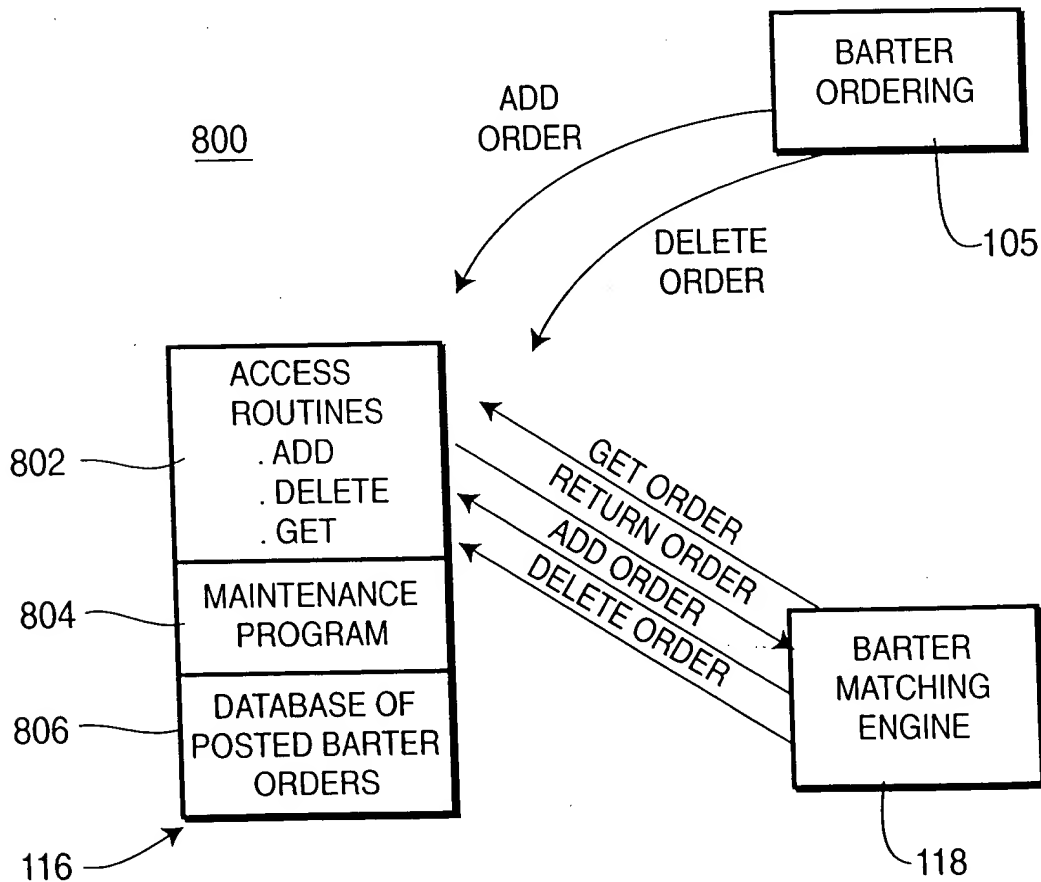 BARTER
ORDERING
105
ADD
ORDER
800
DELETE
ORDER
ACCESS
ROUTINES
. ADD
. DELETE
. GET
802
GET ORDER
RETURN ORDER
ADD ORDER
DELETE ORDER
804
MAINTENANCE
PROGRAM
806
DATABASE OF
POSTED BARTER
ORDERS
116
BARTER
MATCHING
ENGINE
118